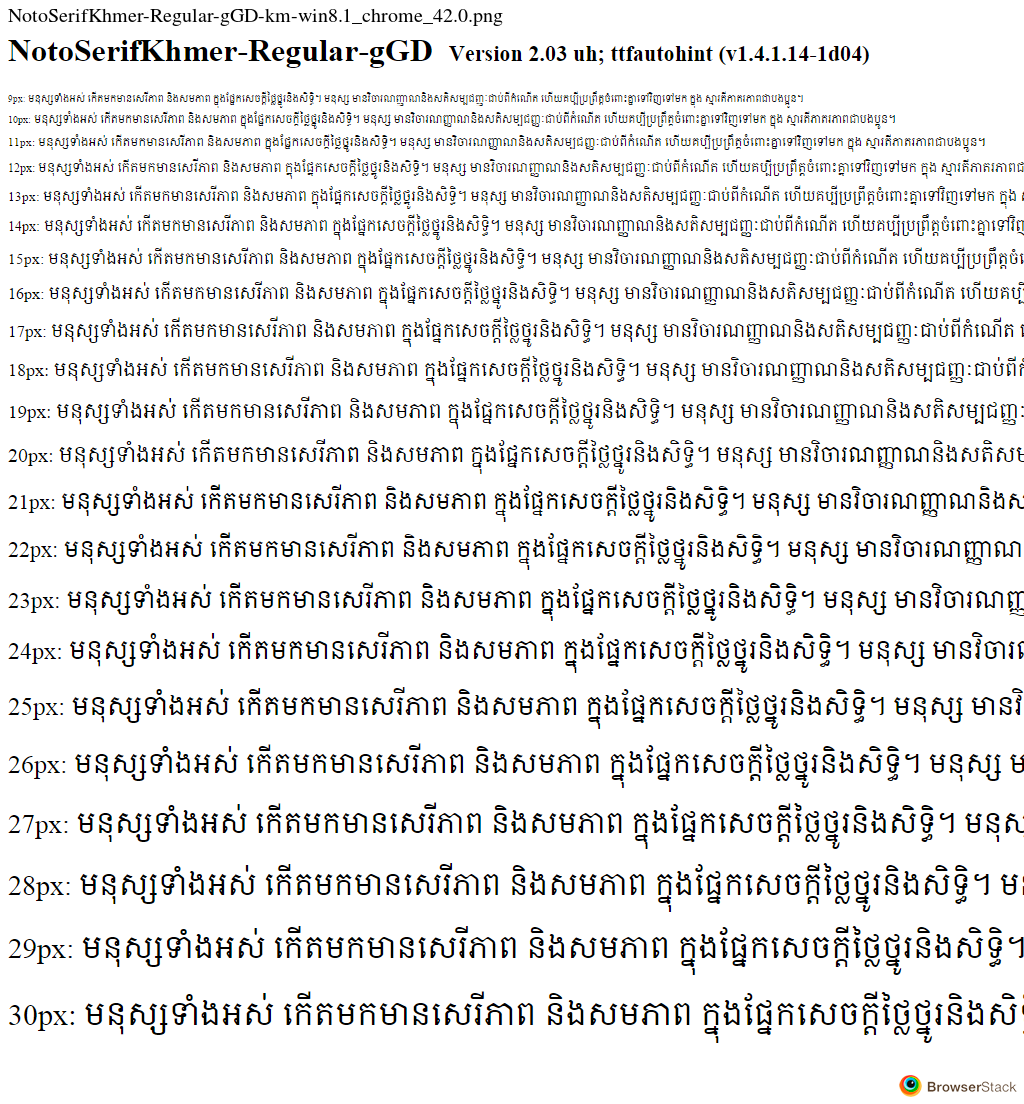 NotoSerifKhmer-Regular-gGD-km-win8.1_chrome_42.0.png
NotoSerifKhmer-Regular-gGD Version 2.03 uh; ttfautohint (v1.4.1.14-1d04)
9px: មនុស្សទាំងអស់ កើតមកមានសេរីភាព និងសមភាព ក្នុងផ្នែកសេចក្ដីថ្លៃថ្នូរនិងសិទ្ធិ។ មនុស្ស មានវិចារណញ្ញាណនិងសតិសម្បជញ្ញៈជាប់ពីកំណើត ហើយគប្បីប្រព្រឹត្តចំពោះគ្នាទៅវិញទៅមក ក្នុង ស្មារតីភាតរភាពជាបងប្អូន។
10px: មនុស្សទាំងអស់ កើតមកមានសេរីភាព និងសមភាព ក្នុងផ្នែកសេចក្ដីថ្លៃថ្នូរនិងសិទ្ធិ។ មនុស្ស មានវិចារណញ្ញាណនិងសតិសម្បជញ្ញៈជាប់ពីកំណើត ហើយគប្បីប្រព្រឹត្តចំពោះគ្នាទៅវិញទៅមក ក្នុង ស្មារតីភាតរភាពជាបងប្អូន។
11px: មនុស្សទាំងអស់ កើតមកមានសេរីភាព និងសមភាព ក្នុងផ្នែកសេចក្ដីថ្លៃថ្នូរនិងសិទ្ធិ។ មនុស្ស មានវិចារណញ្ញាណនិងសតិសម្បជញ្ញៈជាប់ពីកំណើត ហើយគប្បីប្រព្រឹត្តចំពោះគ្នាទៅវិញទៅមក ក្នុង ស្មារតីភាតរភាពជាបងប្អូន។
12px: មនុស្សទាំងអស់ កើតមកមានសេរីភាព និងសមភាព ក្នុងផ្នែកសេចក្ដីថ្លៃថ្នូរនិងសិទ្ធិ។ មនុស្ស មានវិចារណញ្ញាណនិងសតិសម្បជញ្ញៈជាប់ពីកំណើត ហើយគប្បីប្រព្រឹត្តចំពោះគ្នាទៅវិញទៅមក ក្នុង ស្មារតីភាតរភាពជា
13px: មនុស្សទាំងអស់ កើតមកមានសេរីភាព និងសមភាព ក្នុងផ្នែកសេចក្ដីថ្លៃថ្នូរនិងសិទ្ធិ។ មនុស្ស មានវិចារណញ្ញាណនិងសតិសម្បជញ្ញៈជាប់ពីកំណើត ហើយគប្បីប្រព្រឹត្តចំពោះគ្នាទៅវិញទៅមក ក្នុង
14px: មនុស្សទាំងអស់ កើតមកមានសេរីភាព និងសមភាព ក្នុងផ្នែកសេចក្ដីថ្លៃថ្នូរនិងសិទ្ធិ។ មនុស្ស មានវិចារណញ្ញាណនិងសតិសម្បជញ្ញៈជាប់ពីកំណើត ហើយគប្បីប្រព្រឹត្តចំពោះគ្នាទៅវិញ
15px: មនុស្សទាំងអស់ កើតមកមានសេរីភាព និងសមភាព ក្នុងផ្នែកសេចក្ដីថ្លៃថ្នូរនិងសិទ្ធិ។ មនុស្ស មានវិចារណញ្ញាណនិងសតិសម្បជញ្ញៈជាប់ពីកំណើត ហើយគប្បីប្រព្រឹត្តចំ
16px: មនុស្សទាំងអស់ កើតមកមានសេរីភាព និងសមភាព ក្នុងផ្នែកសេចក្ដីថ្លៃថ្នូរនិងសិទ្ធិ។ មនុស្ស មានវិចារណញ្ញាណនិងសតិសម្បជញ្ញៈជាប់ពីកំណើត ហើយគប្បី
17px: មនុស្សទាំងអស់ កើតមកមានសេរីភាព និងសមភាព ក្នុងផ្នែកសេចក្ដីថ្លៃថ្នូរនិងសិទ្ធិ។ មនុស្ស មានវិចារណញ្ញាណនិងសតិសម្បជញ្ញៈជាប់ពីកំណើត
18px: មនុស្សទាំងអស់ កើតមកមានសេរីភាព និងសមភាព ក្នុងផ្នែកសេចក្ដីថ្លៃថ្នូរនិងសិទ្ធិ។ មនុស្ស មានវិចារណញ្ញាណនិងសតិសម្បជញ្ញៈជាប់ពីកំ
19px: មនុស្សទាំងអស់ កើតមកមានសេរីភាព និងសមភាព ក្នុងផ្នែកសេចក្ដីថ្លៃថ្នូរនិងសិទ្ធិ។ មនុស្ស មានវិចារណញ្ញាណនិងសតិសម្បជញ្ញៈ
20px: មនុស្សទាំងអស់ កើតមកមានសេរីភាព និងសមភាព ក្នុងផ្នែកសេចក្ដីថ្លៃថ្នូរនិងសិទ្ធិ។ មនុស្ស មានវិចារណញ្ញាណនិងសតិសម
21px: មនុស្សទាំងអស់ កើតមកមានសេរីភាព និងសមភាព ក្នុងផ្នែកសេចក្ដីថ្លៃថ្នូរនិងសិទ្ធិ។ មនុស្ស មានវិចារណញ្ញាណនិងស
22px: មនុស្សទាំងអស់ កើតមកមានសេរីភាព និងសមភាព ក្នុងផ្នែកសេចក្ដីថ្លៃថ្នូរនិងសិទ្ធិ។ មនុស្ស មានវិចារណញ្ញាណ
23px: មនុស្សទាំងអស់ កើតមកមានសេរីភាព និងសមភាព ក្នុងផ្នែកសេចក្ដីថ្លៃថ្នូរនិងសិទ្ធិ។ មនុស្ស មានវិចារណញ្ញ
24px: មនុស្សទាំងអស់ កើតមកមានសេរីភាព និងសមភាព ក្នុងផ្នែកសេចក្ដីថ្លៃថ្នូរនិងសិទ្ធិ។ មនុស្ស មានវិចារ
25px: មនុស្សទាំងអស់ កើតមកមានសេរីភាព និងសមភាព ក្នុងផ្នែកសេចក្ដីថ្លៃថ្នូរនិងសិទ្ធិ។ មនុស្ស មានវិ
26px: មនុស្សទាំងអស់ កើតមកមានសេរីភាព និងសមភាព ក្នុងផ្នែកសេចក្ដីថ្លៃថ្នូរនិងសិទ្ធិ។ មនុស្ស ម
27px: មនុស្សទាំងអស់ កើតមកមានសេរីភាព និងសមភាព ក្នុងផ្នែកសេចក្ដីថ្លៃថ្នូរនិងសិទ្ធិ។ មនុស
28px: មនុស្សទាំងអស់ កើតមកមានសេរីភាព និងសមភាព ក្នុងផ្នែកសេចក្ដីថ្លៃថ្នូរនិងសិទ្ធិ។ មន
29px: មនុស្សទាំងអស់ កើតមកមានសេរីភាព និងសមភាព ក្នុងផ្នែកសេចក្ដីថ្លៃថ្នូរនិងសិទ្ធិ។
30px: មនុស្សទាំងអស់ កើតមកមានសេរីភាព និងសមភាព ក្នុងផ្នែកសេចក្ដីថ្លៃថ្នូរនិងសិ
BrowserStack